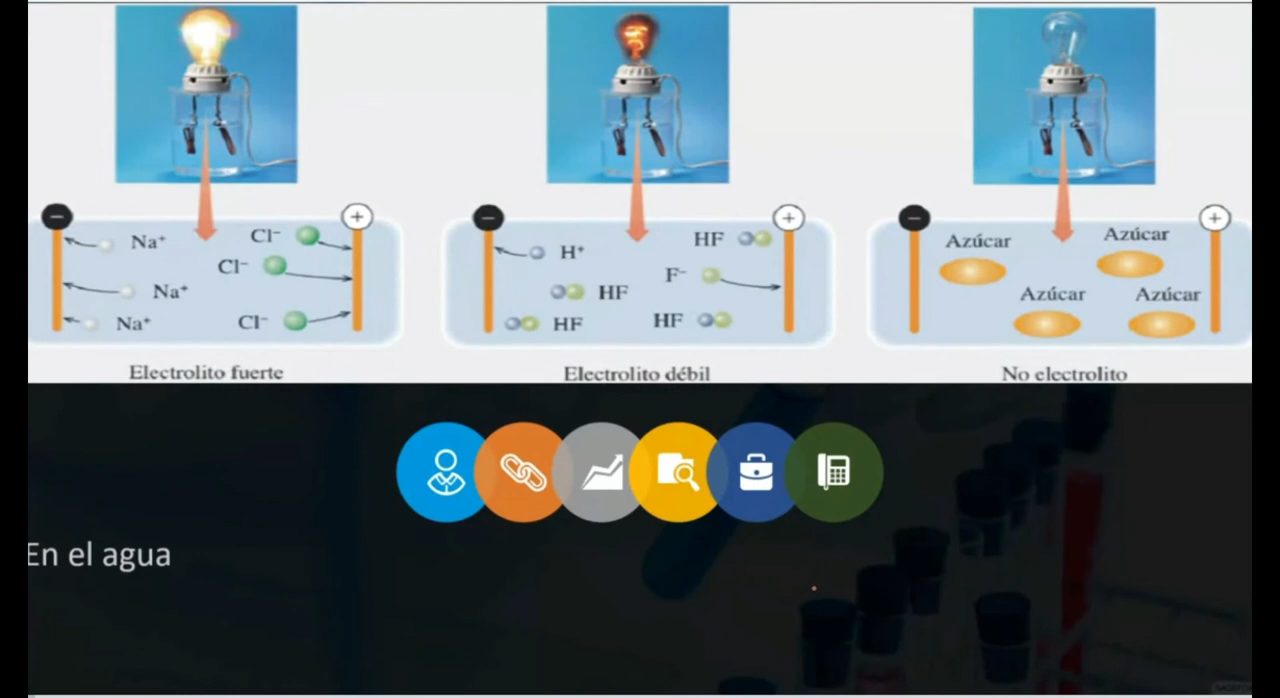 − + − + − +
Na⁺ Cl⁻
Cl⁻
Na⁺
Na⁺ Cl⁻
Electrolito fuerte
HF
H⁺
F⁻
HF
HF HF
Electrolito débil
Azúcar Azúcar
Azúcar Azúcar
No electrolito
En el agua